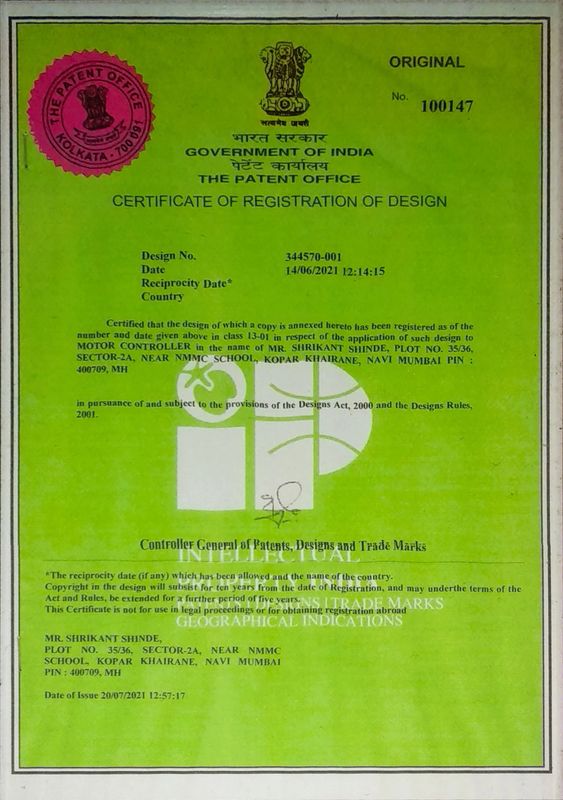 THE PATENT OFFICE
KOLKATA - 700 091
ORIGINAL
No. 100147
सत्यमेव जयते
भारत सरकार
GOVERNMENT OF INDIA
पेटेंट कार्यालय
THE PATENT OFFICE
CERTIFICATE OF REGISTRATION OF DESIGN
Design No. 344570-001
Date 14/06/2021 12:14:15
Reciprocity Date*
Country
Certified that the design of which a copy is annexed hereto has been registered as of the
number and date given above in class 13-01 in respect of the application of such design to
MOTOR CONTROLLER in the name of MR. SHRIKANT SHINDE, PLOT NO. 35/36,
SECTOR-2A, NEAR NMMC SCHOOL, KOPAR KHAIRANE, NAVI MUMBAI PIN :
400709, MH
in pursuance of and subject to the provisions of the Designs Act, 2000 and the Designs Rules,
2001.
Controller General of Patents, Designs and Trade Marks
INTELLECTUAL
PROPERTY INDIA
PATENTS | DESIGNS | TRADE MARKS
GEOGRAPHICAL INDICATIONS
*The reciprocity date (if any) which has been allowed and the name of the country.
Copyright in the design will subsist for ten years from the date of Registration, and may underthe terms of the
Act and Rules, be extended for a further period of five years.
This Certificate is not for use in legal proceedings or for obtaining registration abroad
MR. SHRIKANT SHINDE,
PLOT NO. 35/36, SECTOR-2A, NEAR NMMC
SCHOOL, KOPAR KHAIRANE, NAVI MUMBAI
PIN : 400709, MH
Date of Issue 20/07/2021 12:57:17